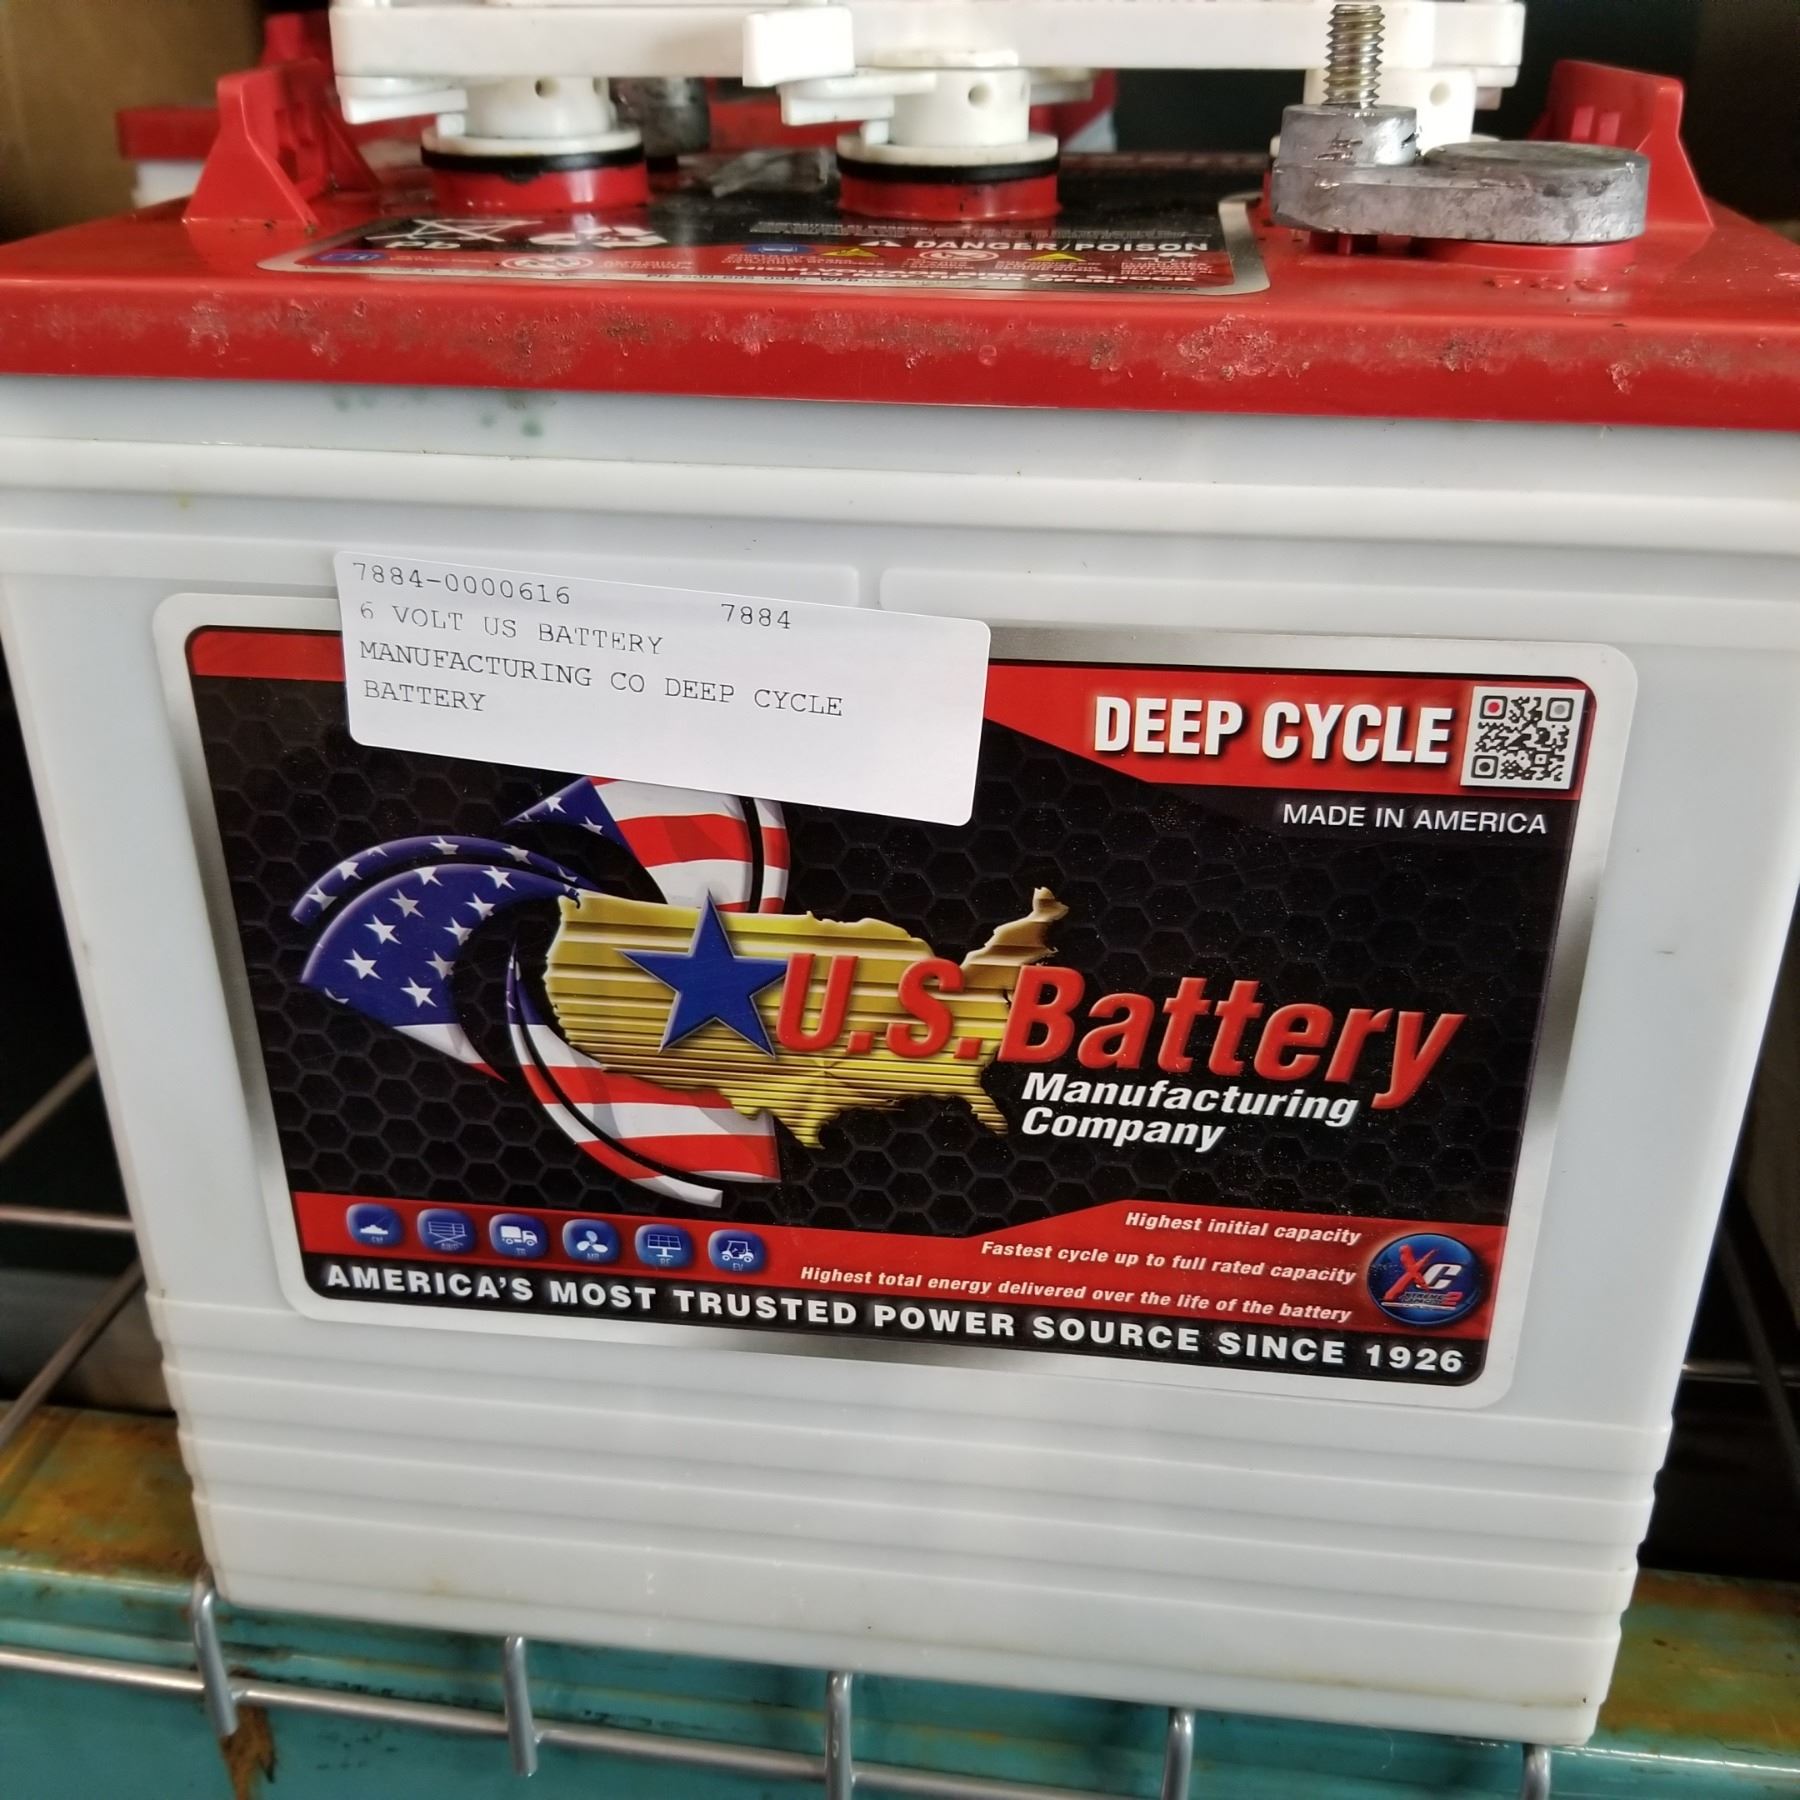 Pb
DANGER/POISON
7884-0000616
7884
6 VOLT US BATTERY
MANUFACTURING CO DEEP CYCLE
BATTERY
DEEP CYCLE
MADE IN AMERICA
U.S. Battery
Manufacturing
Company
Highest initial capacity
Fastest cycle up to full rated capacity
Highest total energy delivered over the life of the battery
XC
AMERICA'S MOST TRUSTED POWER SOURCE SINCE 1926